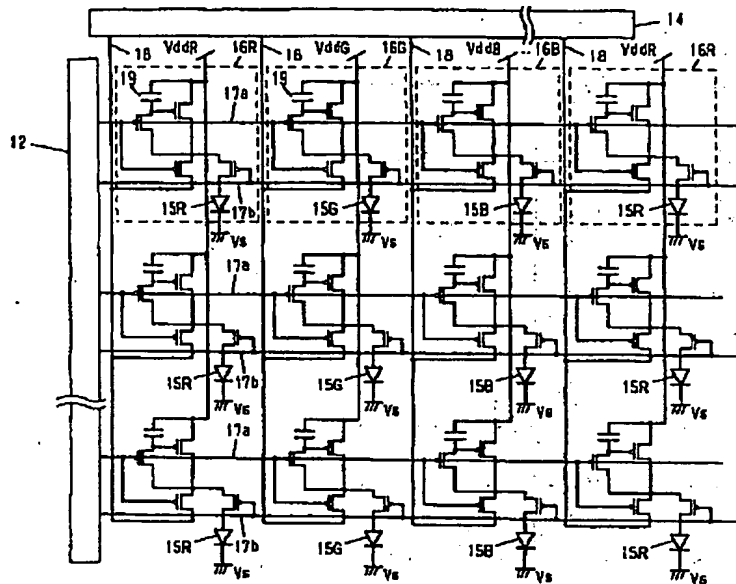 14
18 VddR 16R 18 VddG 16G 18 VddB 16B 18 VddR 16R
19 17a 19
12
15R 17b 15G 15B 15R
Vs Vs Vs Vs
17a
15R 17b 15G 15B 15R
Vs Vs Vs Vs
17a
15R 17b 15G 15B 15R
Vs Vs Vs Vs